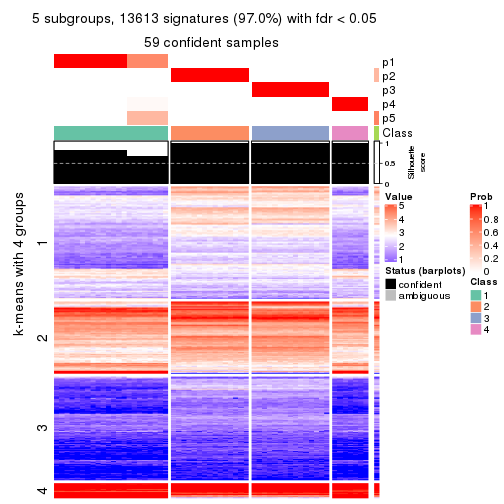 5 subgroups, 13613 signatures (97.0%) with fdr < 0.05
59 confident samples
p1
p2
p3
p4
p5
Class
1
0.5
0
Silhouette
score
k-means with 4 groups
1
2
3
4
Value
5
4
3
2
1
Status (barplots)
confident
ambiguous
Prob
1
0.8
0.6
0.4
0.2
0
Class
1
2
3
4